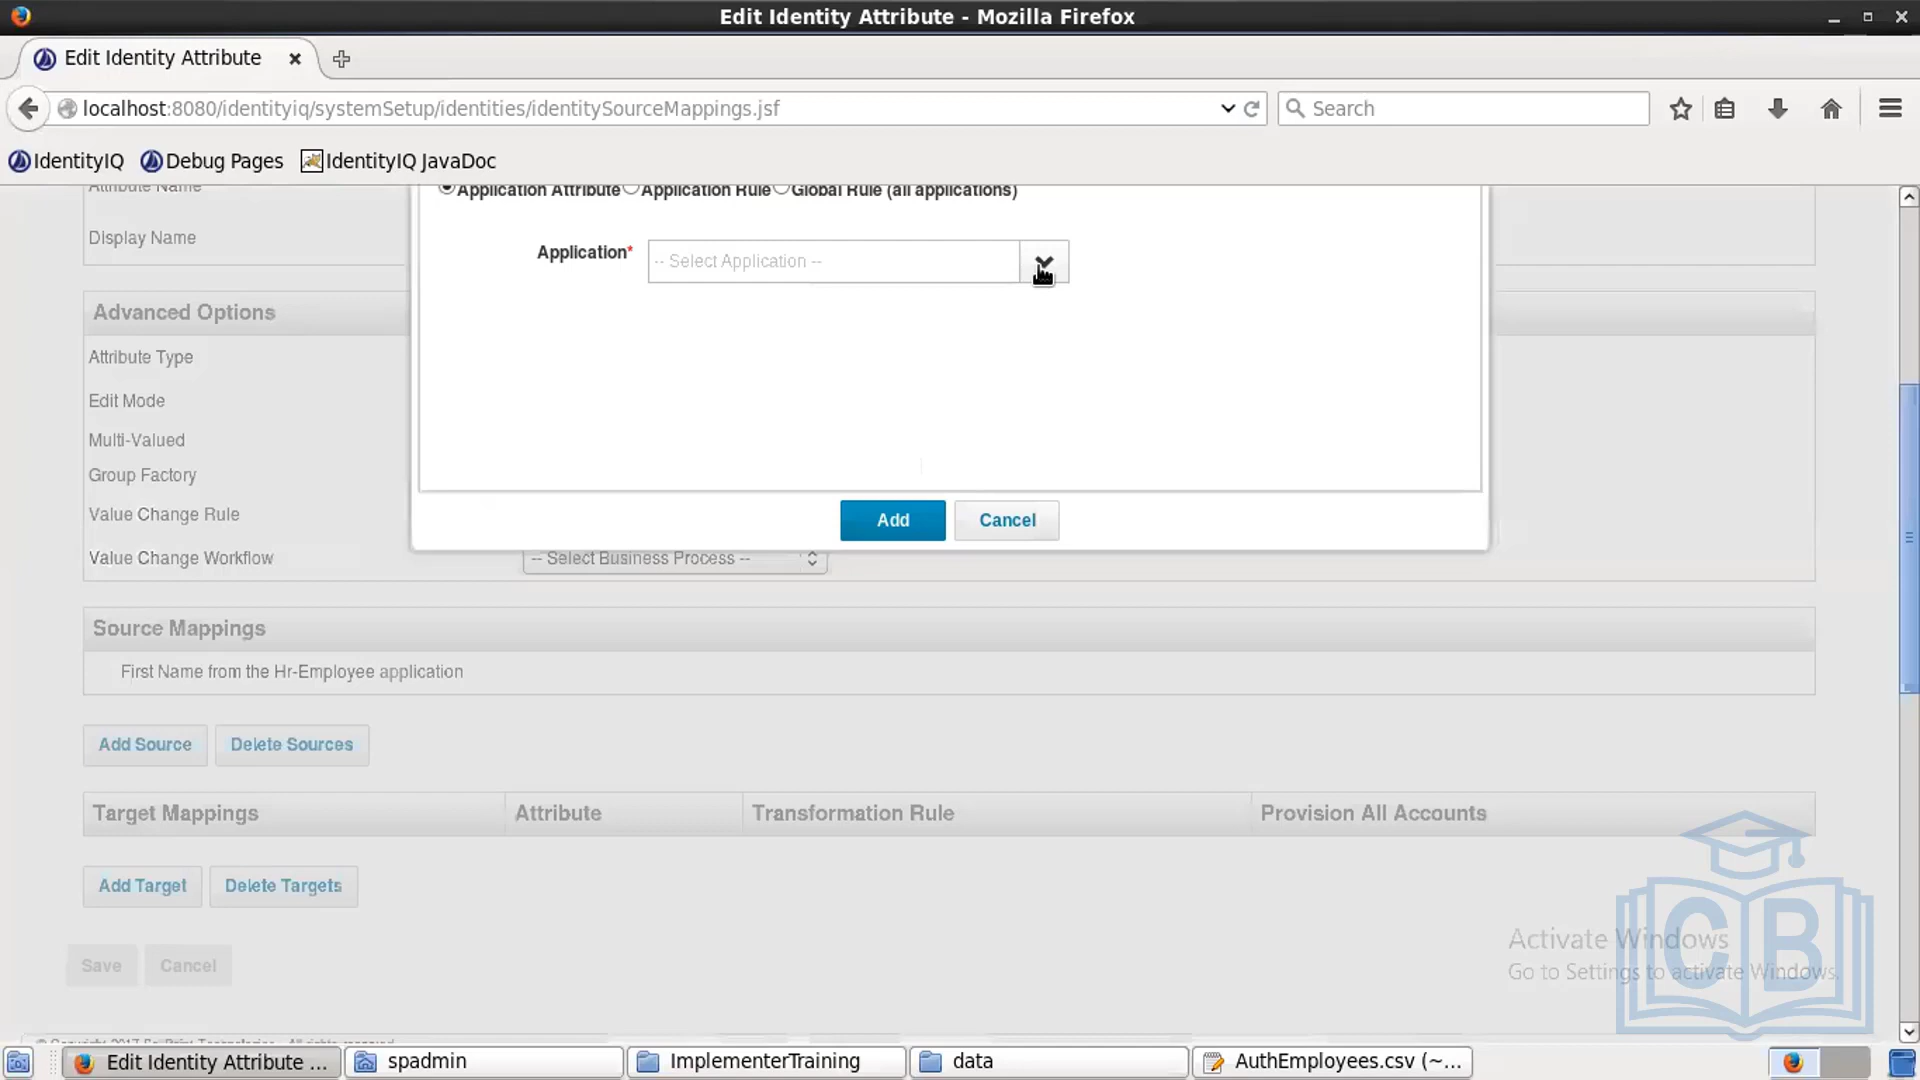 Edit Identity Attribute - Mozilla Firefox
Edit Identity Attribute
localhost:8080/identityiq/systemSetup/identities/identitySourceMappings.jsf
Search
IdentityIQ Debug Pages IdentityIQ JavaDoc
Attribute Name
Application Attribute Application Rule Global Rule (all applications)
Display Name
Application* -- Select Application --
Advanced Options
Attribute Type
Edit Mode
Multi-Valued
Group Factory
Value Change Rule
Add Cancel
Value Change Workflow -- Select Business Process --
Source Mappings
First Name from the Hr-Employee application
Add Source Delete Sources
Target Mappings Attribute Transformation Rule Provision All Accounts
Add Target Delete Targets
Save Cancel
Activate Windows
Go to Settings to activate Windows.
CB
Edit Identity Attribute ... spadmin ImplementerTraining data AuthEmployees.csv (~...